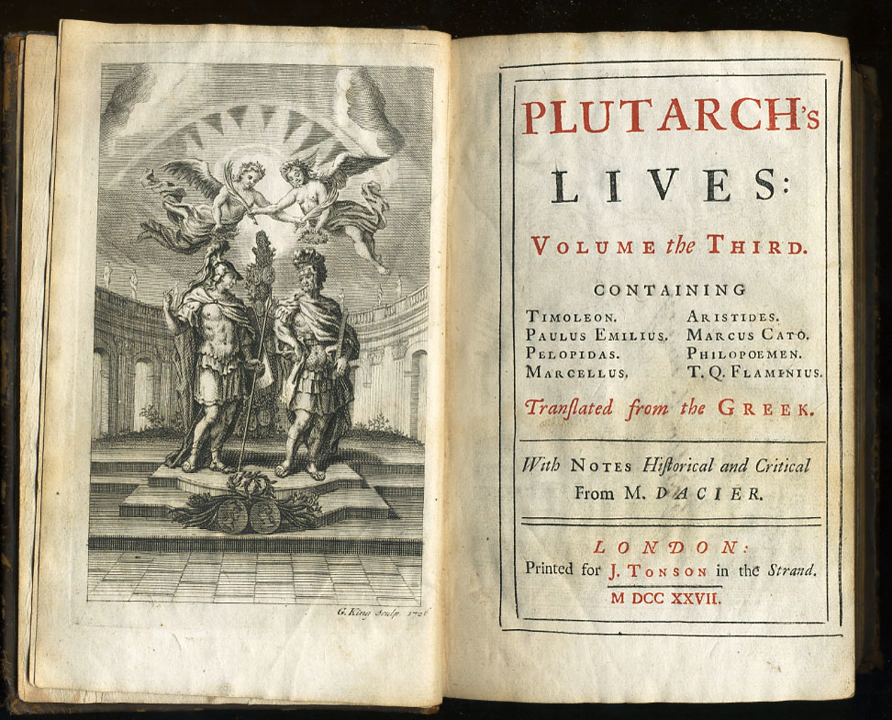 G. King Sculp. 1726
PLUTARCH's
LIVES:
VOLUME the THIRD.
CONTAINING
TIMOLEON. ARISTIDES.
PAULUS EMILIUS. MARCUS CATO.
PELOPIDAS. PHILOPOEMEN.
MARCELLUS. T. Q. FLAMINIUS.
Tranſlated from the GREEK.
With NOTES Hiſtorical and Critical
From M. DACIER.
LONDON:
Printed for J. TONSON in the Strand.
M DCC XXVII.